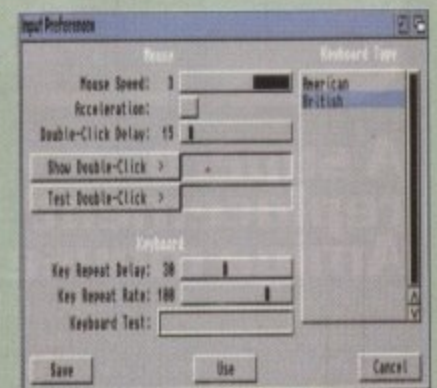 Input Preferences
Mouse
Mouse Speed: 3
Acceleration:
Double-Click Delay: 15
Show Double-Click >
Test Double-Click >
Keyboard
Key Repeat Delay: 30
Key Repeat Rate: 100
Keyboard Test:
Keyboard Type
American
British
Save
Use
Cancel